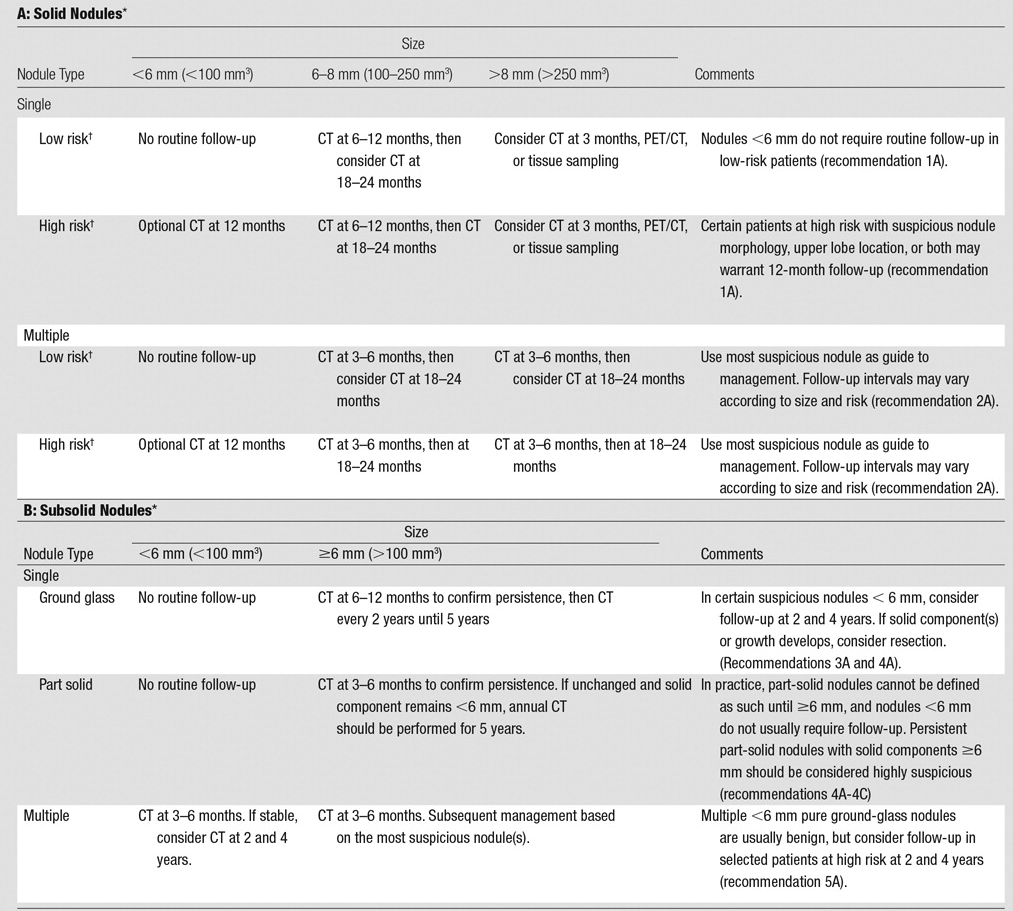 A: Solid Nodules*
Size
Nodule Type <6 mm (<100 mm³) 6–8 mm (100–250 mm³) >8 mm (>250 mm³) Comments
Single
Low risk† No routine follow-up CT at 6–12 months, then Consider CT at 3 months, PET/CT, Nodules <6 mm do not require routine follow-up in
consider CT at or tissue sampling low-risk patients (recommendation 1A).
18–24 months
High risk† Optional CT at 12 months CT at 6–12 months, then CT Consider CT at 3 months, PET/CT, Certain patients at high risk with suspicious nodule
at 18–24 months or tissue sampling morphology, upper lobe location, or both may
warrant 12-month follow-up (recommendation
1A).
Multiple
Low risk† No routine follow-up CT at 3–6 months, then CT at 3–6 months, then Use most suspicious nodule as guide to
consider CT at 18–24 consider CT at 18–24 months management. Follow-up intervals may vary
months according to size and risk (recommendation 2A).
High risk† Optional CT at 12 months CT at 3–6 months, then at CT at 3–6 months, then at 18–24 Use most suspicious nodule as guide to
18–24 months months management. Follow-up intervals may vary
according to size and risk (recommendation 2A).
B: Subsolid Nodules*
Size
Nodule Type <6 mm (<100 mm³) ≥6 mm (>100 mm³) Comments
Single
Ground glass No routine follow-up CT at 6–12 months to confirm persistence, then CT In certain suspicious nodules < 6 mm, consider
every 2 years until 5 years follow-up at 2 and 4 years. If solid component(s)
or growth develops, consider resection.
(Recommendations 3A and 4A).
Part solid No routine follow-up CT at 3–6 months to confirm persistence. If unchanged and solid In practice, part-solid nodules cannot be defined
component remains <6 mm, annual CT as such until ≥6 mm, and nodules <6 mm
should be performed for 5 years. do not usually require follow-up. Persistent
part-solid nodules with solid components ≥6
mm should be considered highly suspicious
(recommendations 4A-4C)
Multiple CT at 3–6 months. If stable, CT at 3–6 months. Subsequent management based Multiple <6 mm pure ground-glass nodules
consider CT at 2 and 4 on the most suspicious nodule(s). are usually benign, but consider follow-up in
years. selected patients at high risk at 2 and 4 years
(recommendation 5A).